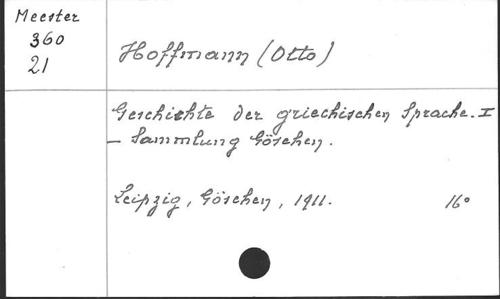 Meester
360
21
Hoffmann (Otto)
Geschichte der griechischen Sprache. I
- Sammlung Göschen.
Leipzig, Göschen, 1911. 16°